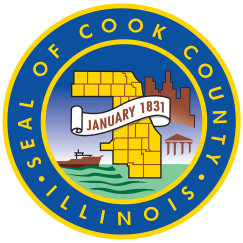 SEAL OF COOK COUNTY
ILLINOIS
JANUARY 1831